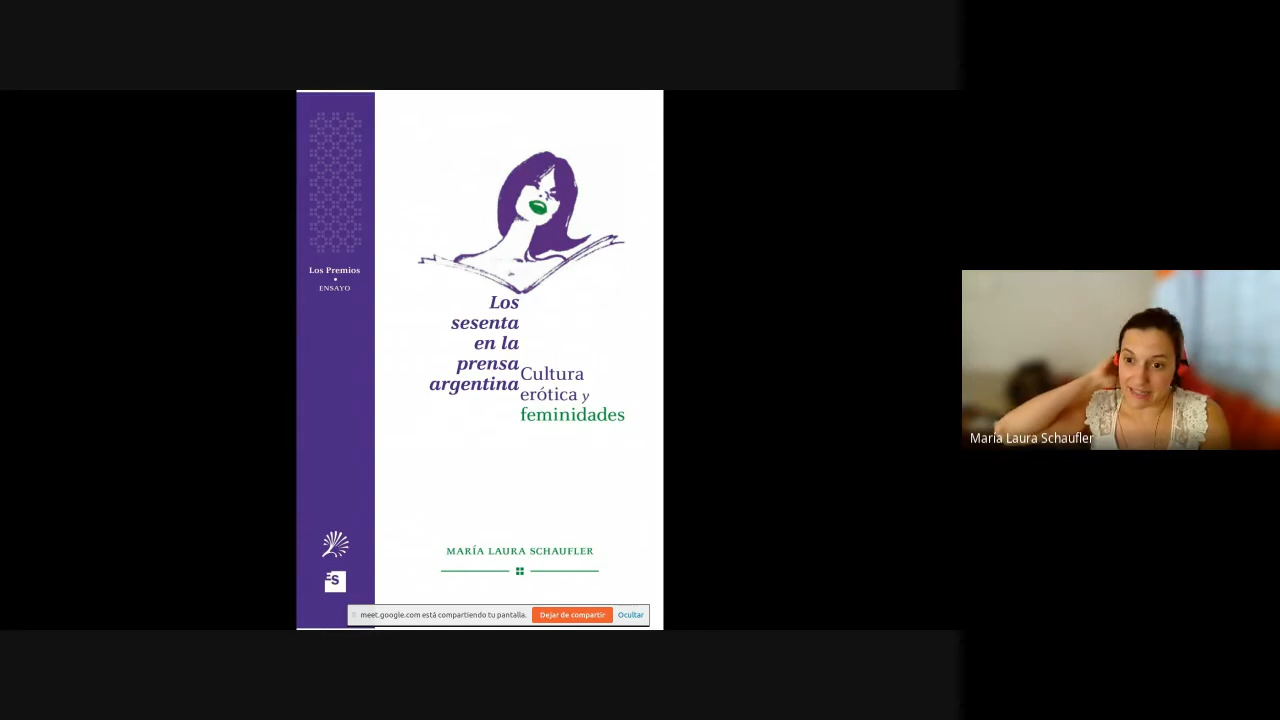 Los Premios
ENSAYO
Los
sesenta
en la
prensa
argentina
Cultura
erótica y
feminidades
MARÍA LAURA SCHAUFLER
ES
meet.google.com está compartiendo tu pantalla.
Dejar de compartir
Ocultar
María Laura Schaufler